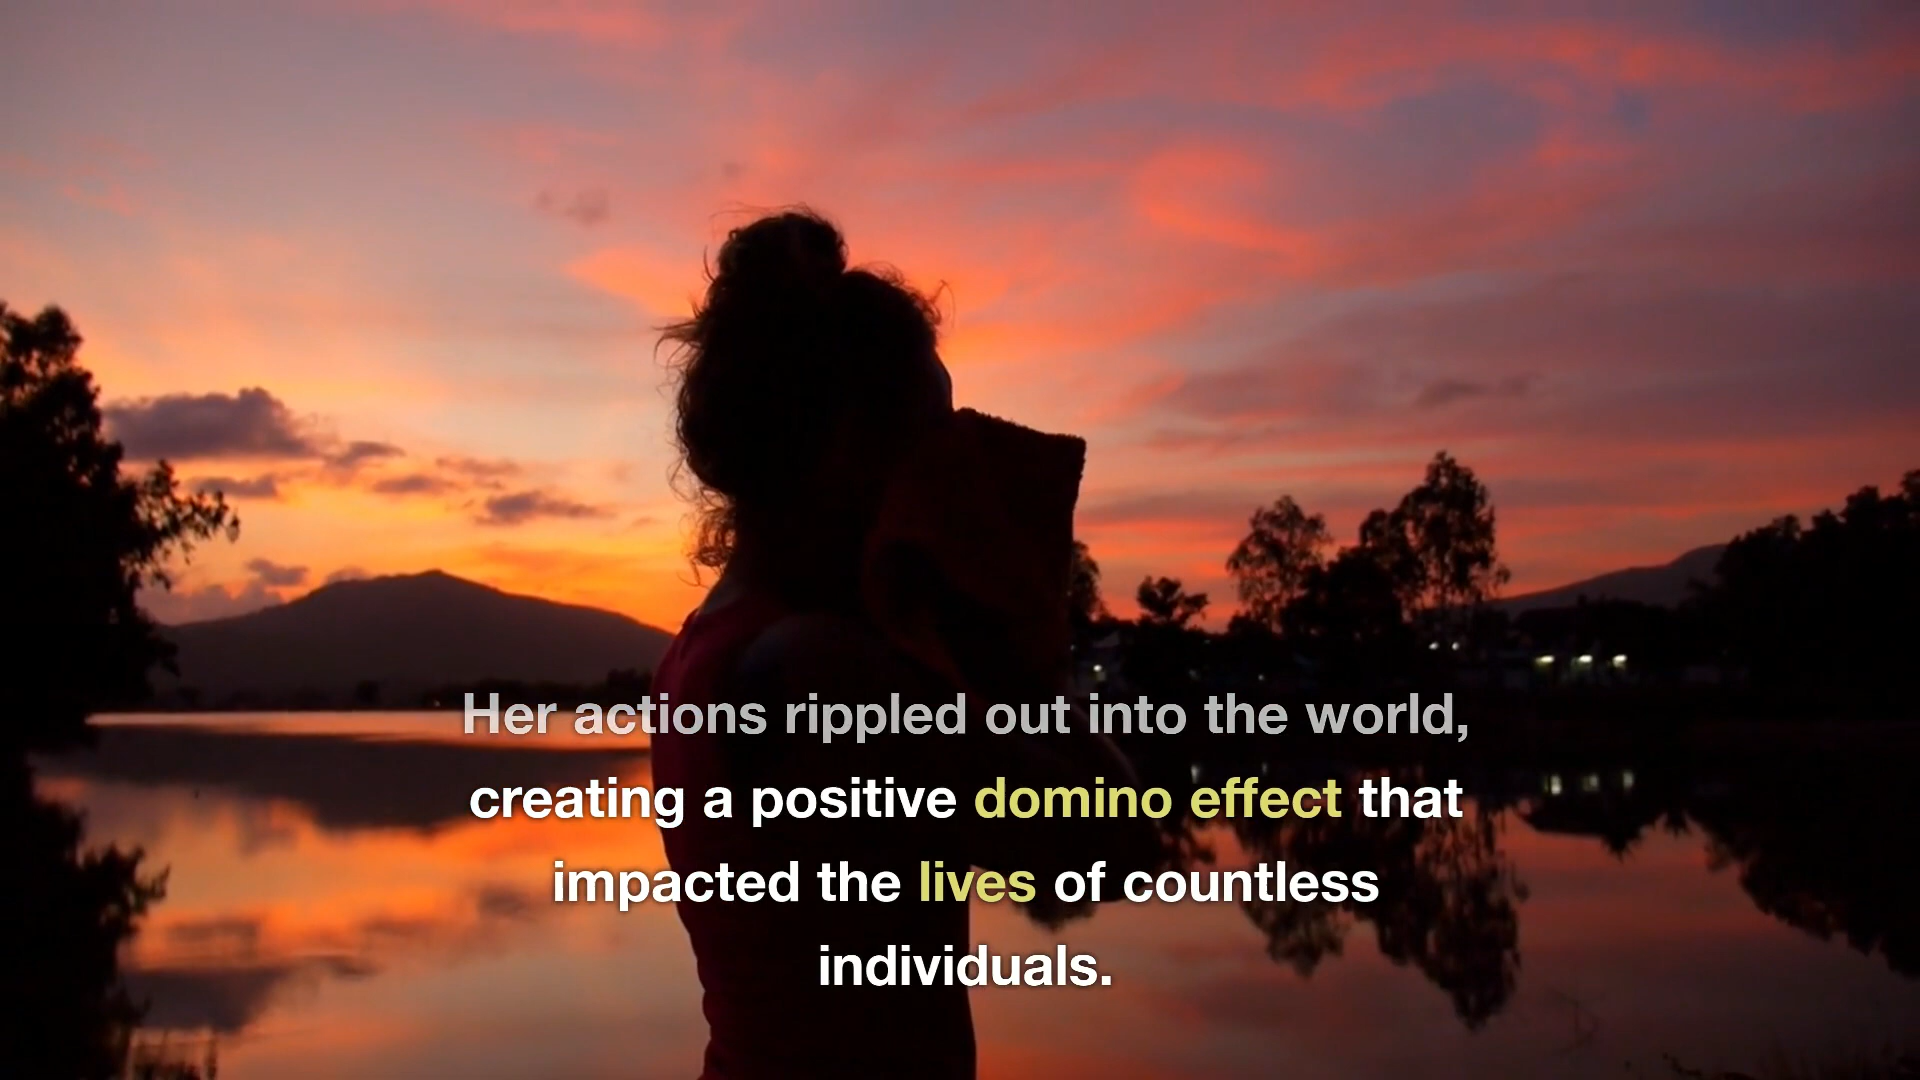 Her actions rippled out into the world,
creating a positive domino effect that
impacted the lives of countless
individuals.